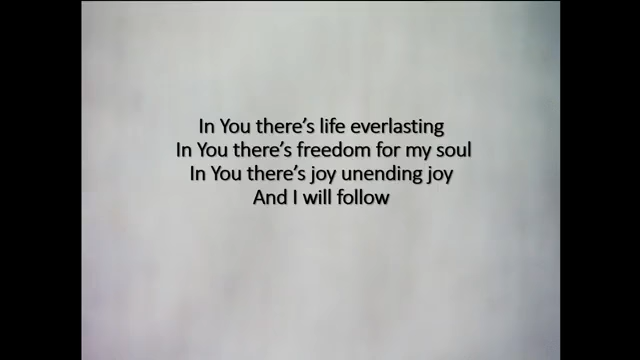 In You there’s life everlasting
In You there’s freedom for my soul
In You there’s joy unending joy
And I will follow